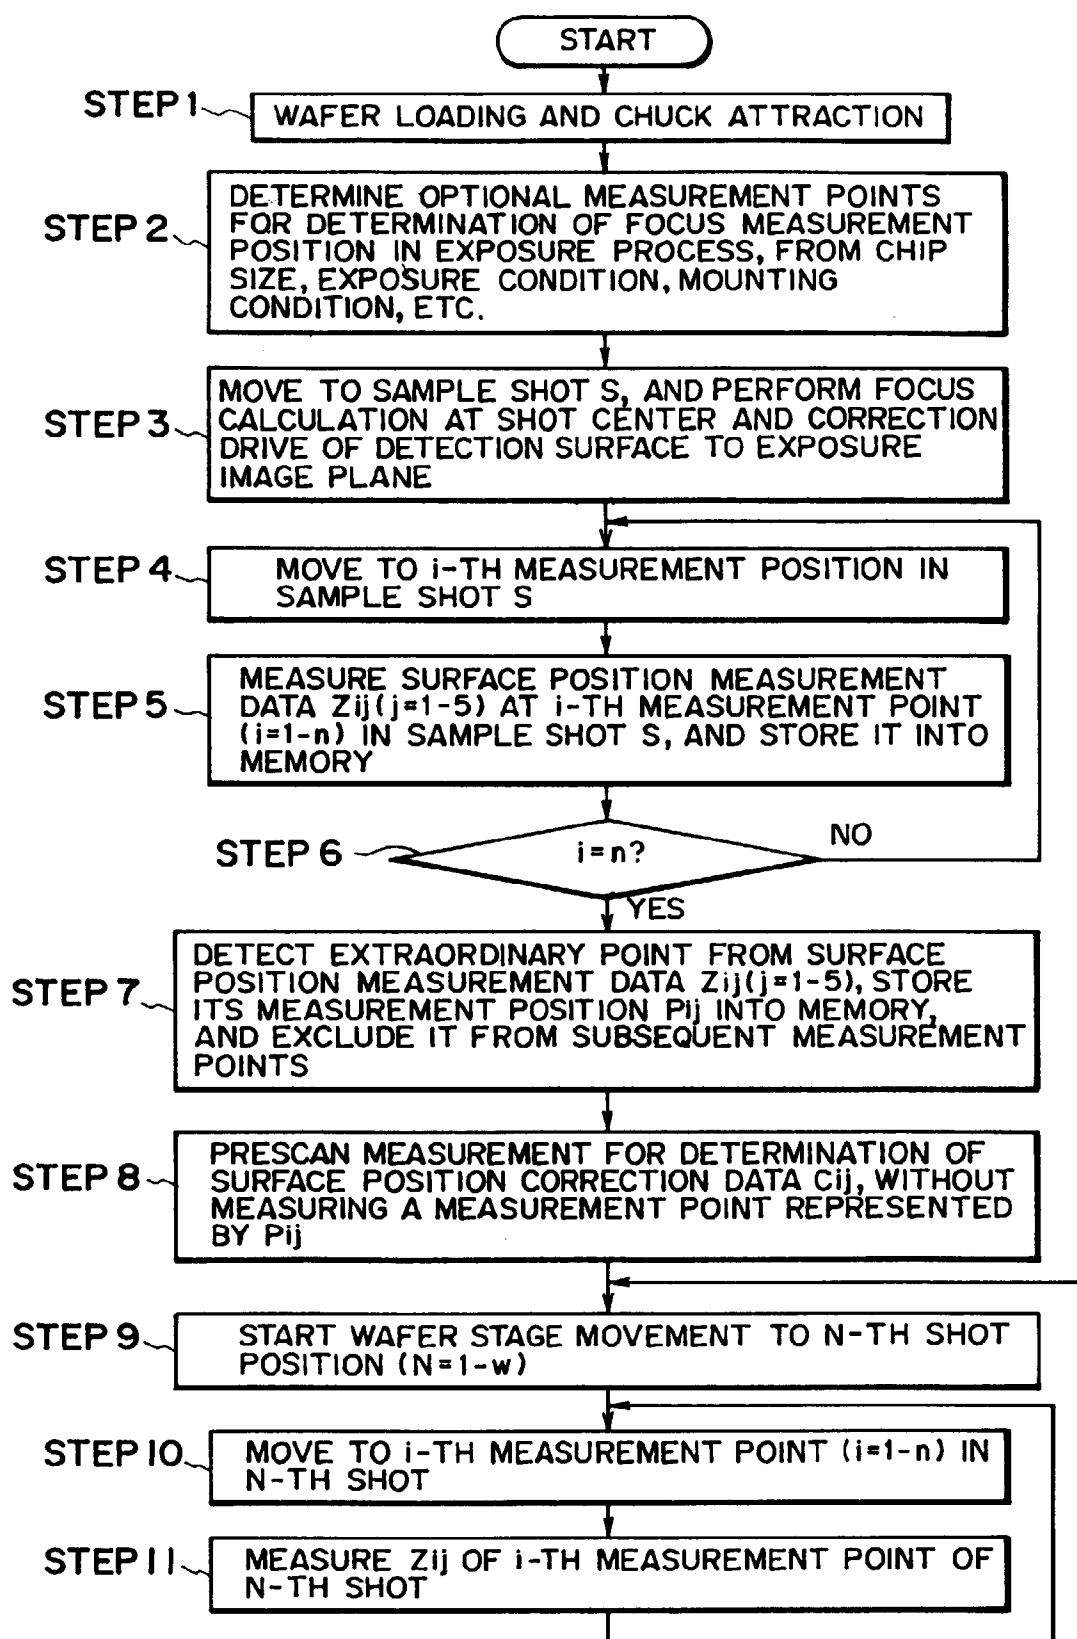 START
STEP 1
WAFER LOADING AND CHUCK ATTRACTION
STEP 2
DETERMINE OPTIONAL MEASUREMENT POINTS
FOR DETERMINATION OF FOCUS MEASUREMENT
POSITION IN EXPOSURE PROCESS, FROM CHIP
SIZE, EXPOSURE CONDITION, MOUNTING
CONDITION, ETC.
STEP 3
MOVE TO SAMPLE SHOT S, AND PERFORM FOCUS
CALCULATION AT SHOT CENTER AND CORRECTION
DRIVE OF DETECTION SURFACE TO EXPOSURE
IMAGE PLANE
STEP 4
MOVE TO i-TH MEASUREMENT POSITION IN
SAMPLE SHOT S
STEP 5
MEASURE SURFACE POSITION MEASUREMENT
DATA Zij(j=1-5) AT i-TH MEASUREMENT POINT
(i=1-n) IN SAMPLE SHOT S, AND STORE IT INTO
MEMORY
STEP 6
i=n?
NO
YES
STEP 7
DETECT EXTRAORDINARY POINT FROM SURFACE
POSITION MEASUREMENT DATA Zij(j=1-5), STORE
ITS MEASUREMENT POSITION Pij INTO MEMORY,
AND EXCLUDE IT FROM SUBSEQUENT MEASUREMENT
POINTS
STEP 8
PRESCAN MEASUREMENT FOR DETERMINATION OF
SURFACE POSITION CORRECTION DATA Cij, WITHOUT
MEASURING A MEASUREMENT POINT REPRESENTED
BY Pij
STEP 9
START WAFER STAGE MOVEMENT TO N-TH SHOT
POSITION (N=1-w)
STEP 10
MOVE TO i-TH MEASUREMENT POINT (i=1-n) IN
N-TH SHOT
STEP 11
MEASURE Zij OF i-TH MEASUREMENT POINT OF
N-TH SHOT